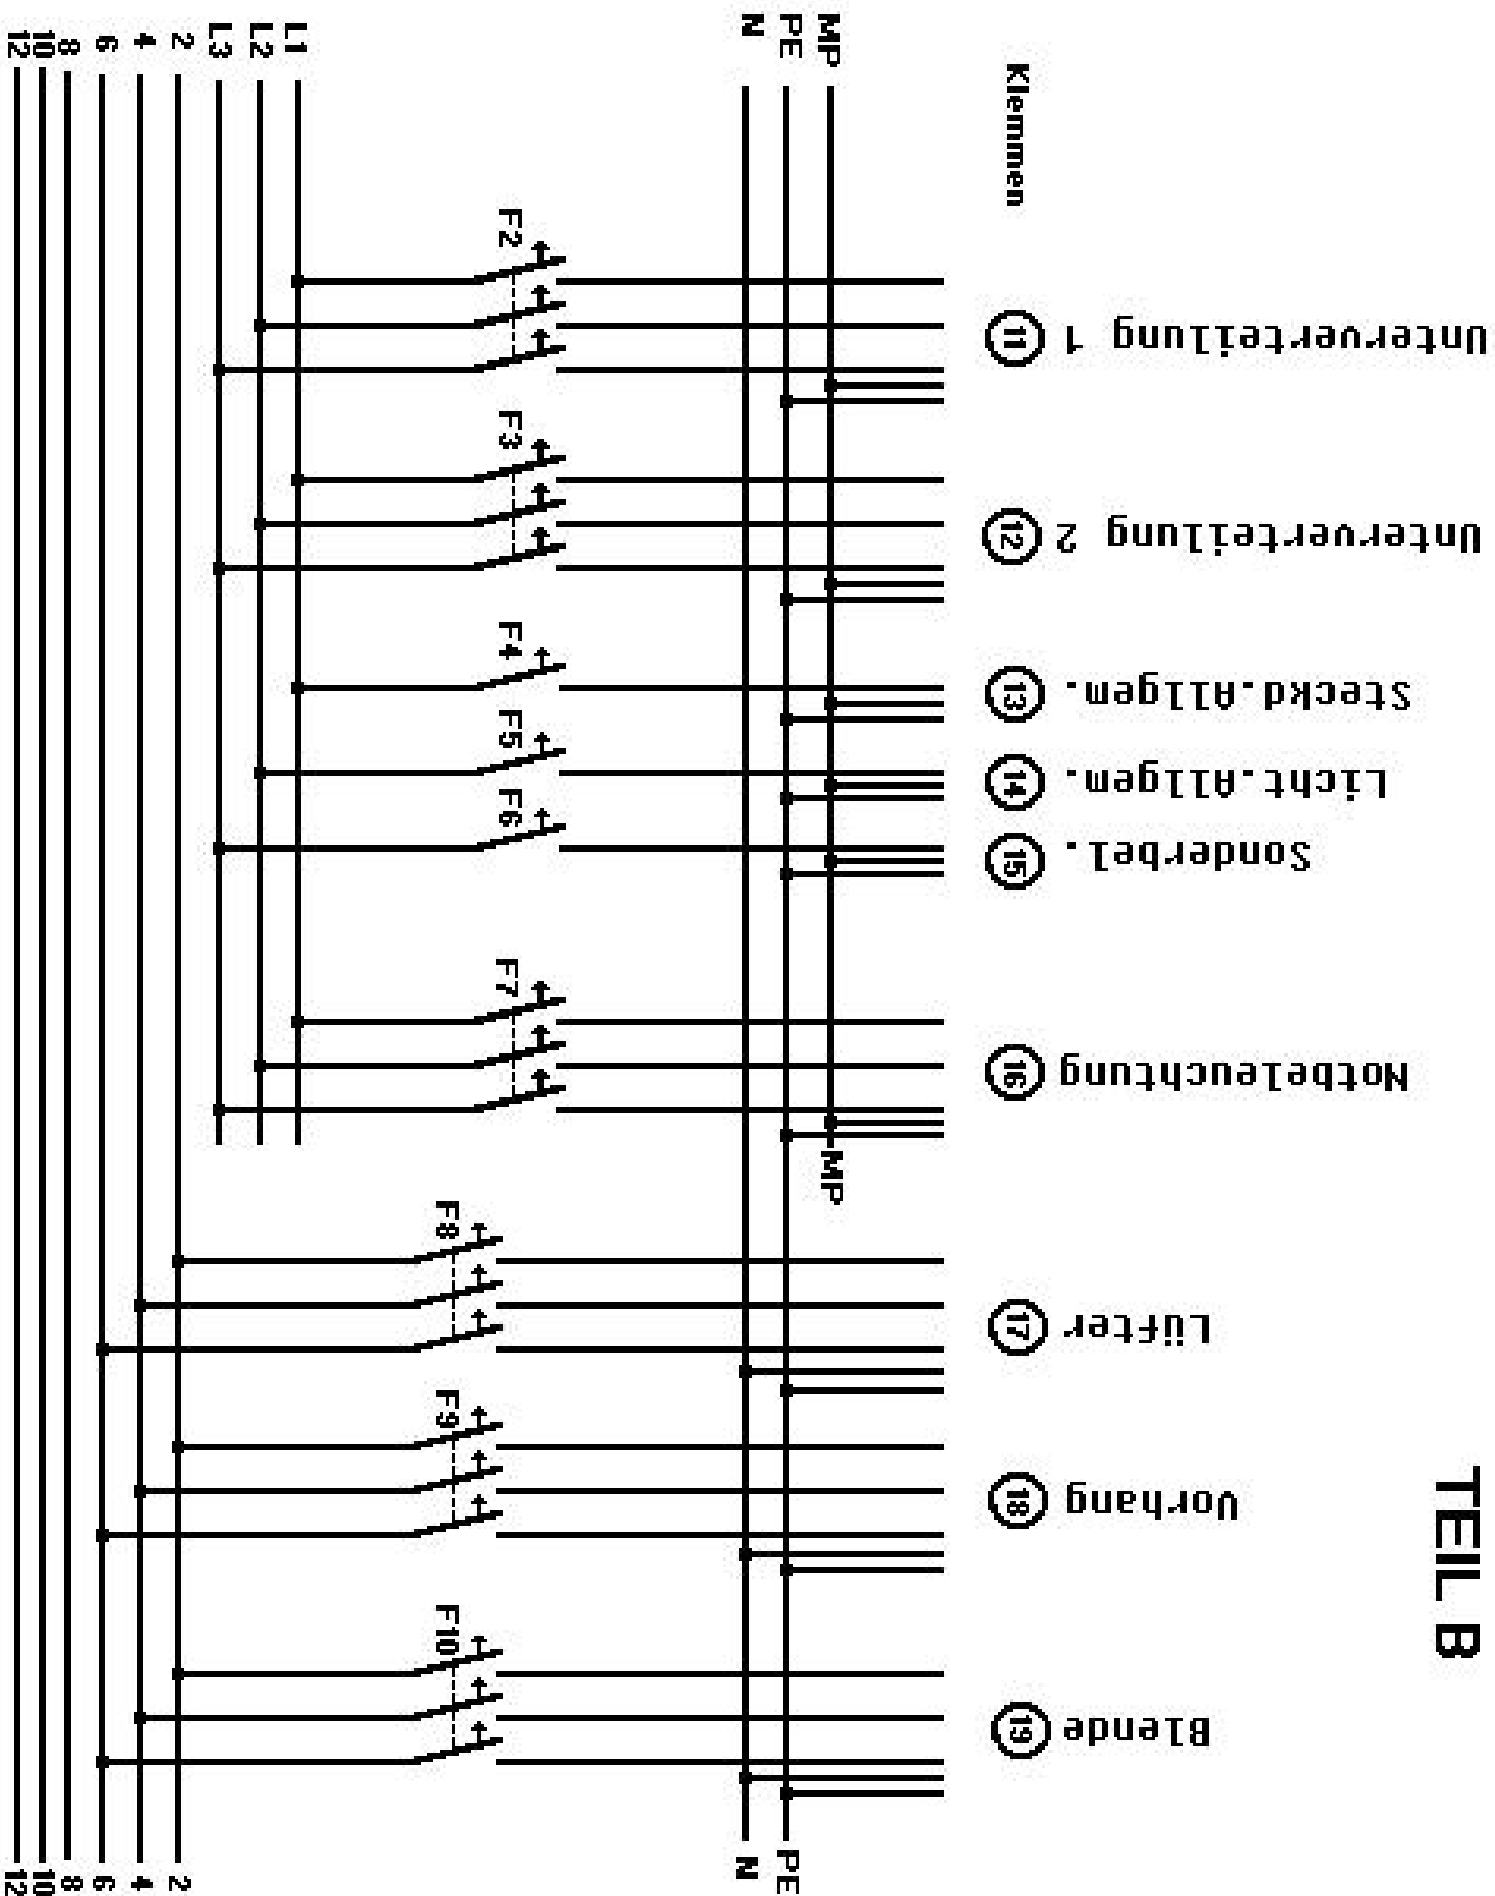 TEIL B
Unterverteilung 1
Unterverteilung 2
Steckd.Allgem.
Licht.Allgem.
Sonderbel.
Notbeleuchtung
Lüfter
Vorhang
Blende
Klemmen
11
12
13
14
15
16
17
18
19
MP
MP
PE
PE
N
N
F2
F3
F4
F5
F6
F7
F8
F9
F10
L1
L2
L3
2
2
4
4
6
6
8
8
10
10
12
12